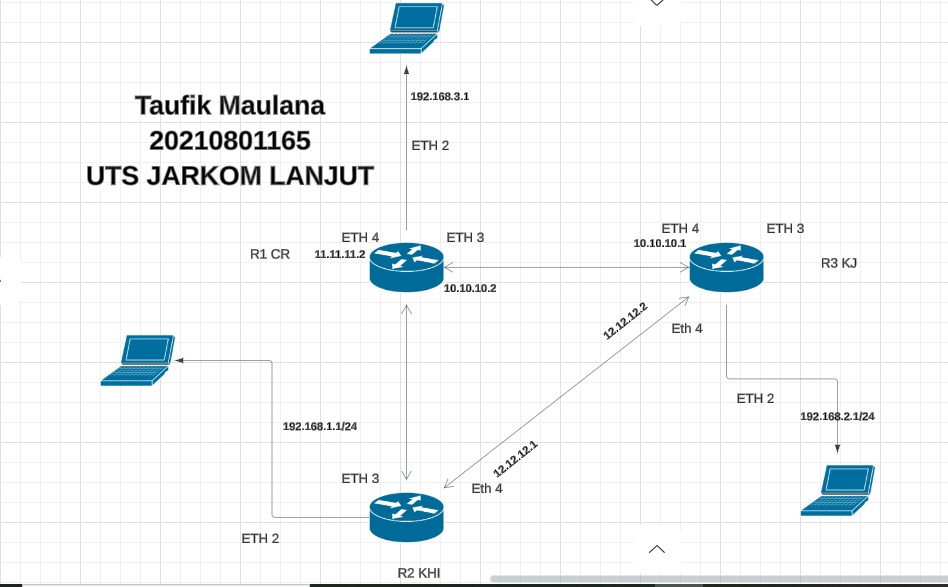 192.168.3.1
Taufik Maulana
20210801165
UTS JARKOM LANJUT
ETH 2
ETH 4
ETH 3
ETH 4
ETH 3
R1 CR
11.11.11.2
10.10.10.1
R3 KJ
10.10.10.2
12.12.12.2
Eth 4
ETH 2
192.168.2.1/24
192.168.1.1/24
12.12.12.1
ETH 3
Eth 4
ETH 2
R2 KHI